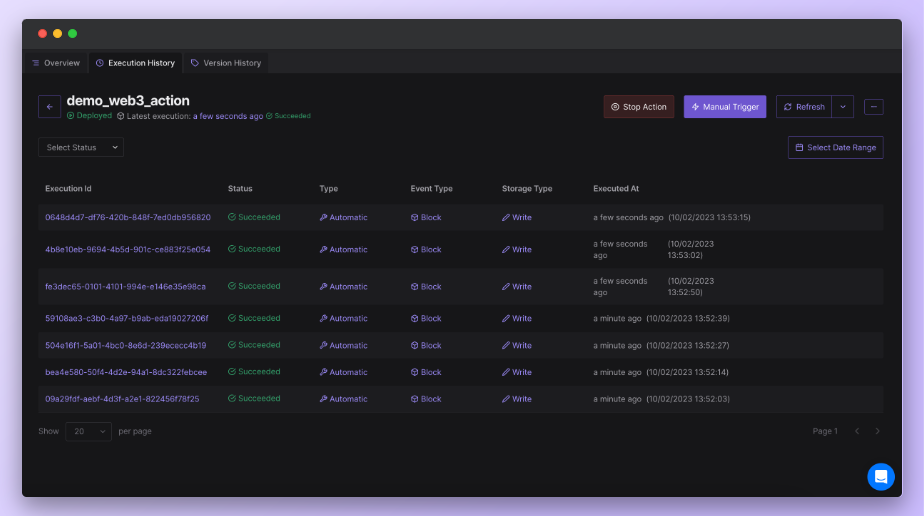 Overview Execution History Version History
demo_web3_action
Deployed Latest execution: a few seconds ago Succeeded
Stop Action Manual Trigger Refresh
Select Status Select Date Range
Execution Id Status Type Event Type Storage Type Executed At
0648d4d7-df76-420b-848f-7ed0db956820 Succeeded Automatic Block Write a few seconds ago (10/02/2023 13:53:15)
4b8e10eb-9694-4b5d-901c-ce883f25e054 Succeeded Automatic Block Write a few seconds ago (10/02/2023 13:53:02)
fe3dec65-0101-4101-994e-e146e35e98ca Succeeded Automatic Block Write a few seconds ago (10/02/2023 13:52:50)
59108ae3-c3b0-4a97-b9ab-eda19027206f Succeeded Automatic Block Write a minute ago (10/02/2023 13:52:39)
504e16f1-5a01-4bc0-8e6d-239ececc4b19 Succeeded Automatic Block Write a minute ago (10/02/2023 13:52:27)
bea4e580-50f4-4d2e-94a1-8dc322febcee Succeeded Automatic Block Write a minute ago (10/02/2023 13:52:14)
09a29fdf-aebf-4d3f-a2e1-822456f78f25 Succeeded Automatic Block Write a minute ago (10/02/2023 13:52:03)
Show 20 per page Page 1